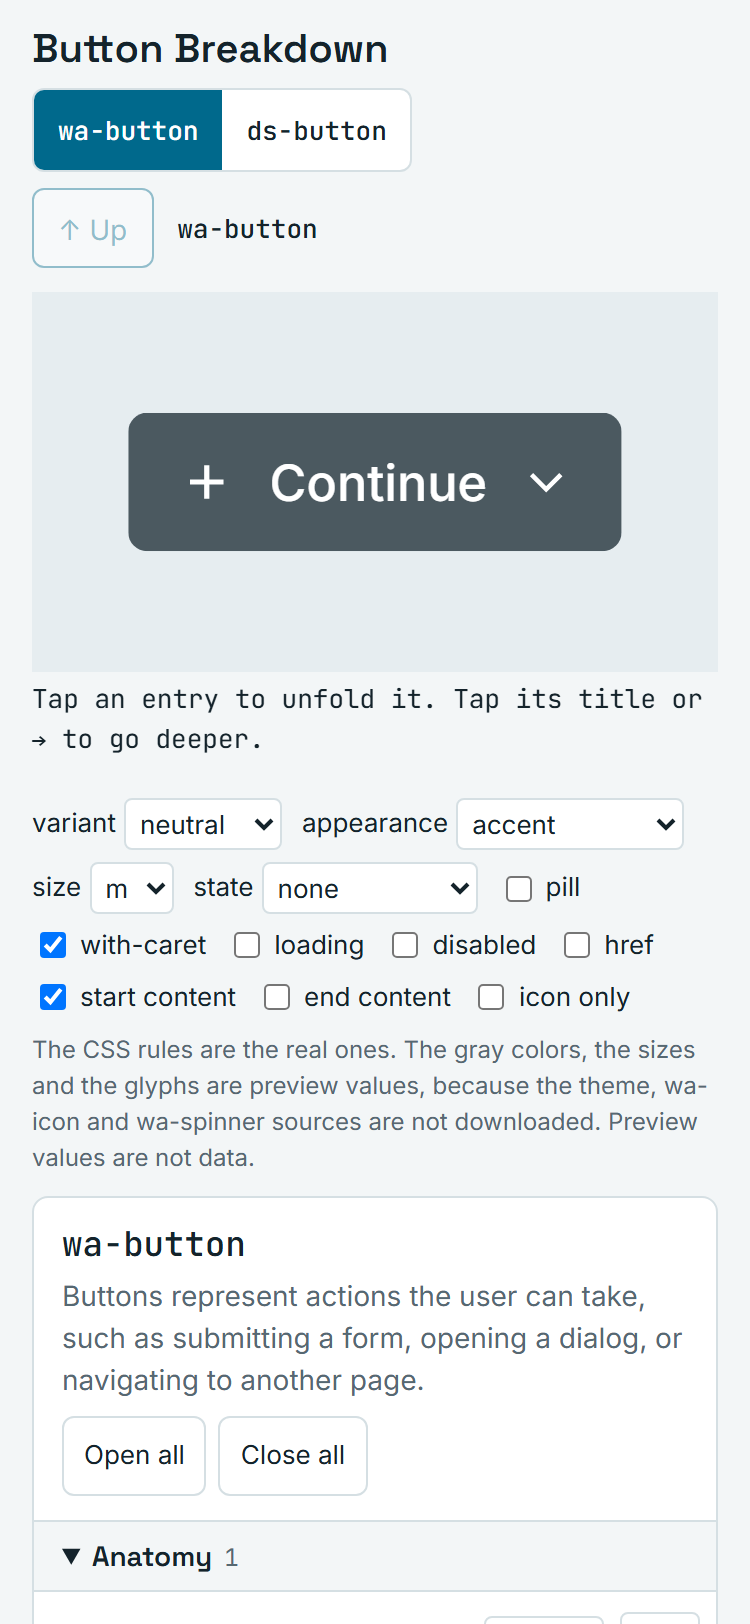 Button Breakdown
wa-button ds-button
↑ Up wa-button
+ Continue
Tap an entry to unfold it. Tap its title or
→ to go deeper.
variant neutral appearance accent
size m state none pill
with-caret loading disabled href
start content end content icon only
The CSS rules are the real ones. The gray colors, the sizes
and the glyphs are preview values, because the theme, wa-
icon and wa-spinner sources are not downloaded. Preview
values are not data.
wa-button
Buttons represent actions the user can take,
such as submitting a form, opening a dialog, or
navigating to another page.
Open all Close all
▼ Anatomy 1